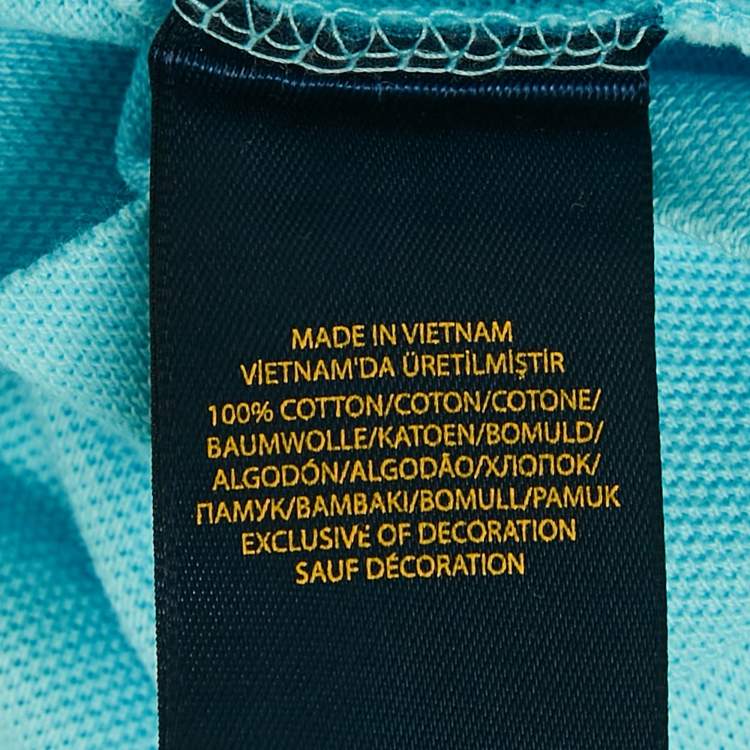 MADE IN VIETNAM
VİETNAM'DA ÜRETİLMİŞTİR
100% COTTON/COTON/COTONE/
BAUMWOLLE/KATOEN/BOMULD/
ALGODÓN/ALGODÃO/ХЛОПОК/
ПАМУК/BAMBAKI/BOMULL/PAMUK
EXCLUSIVE OF DECORATION
SAUF DÉCORATION